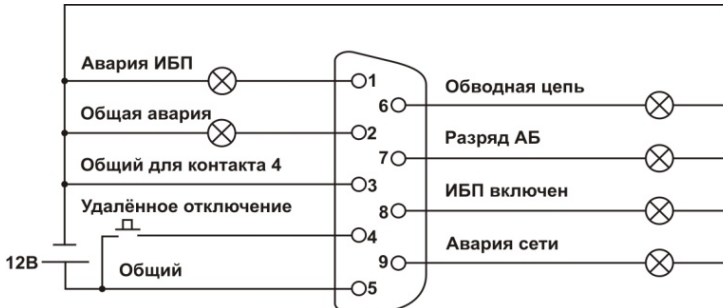 Авария ИБП
1
Обводная цепь
6
Общая авария
2
Разряд АБ
7
Общий для контакта 4
3
ИБП включен
8
Удалённое отключение
4
Авария сети
9
12В
Общий
5